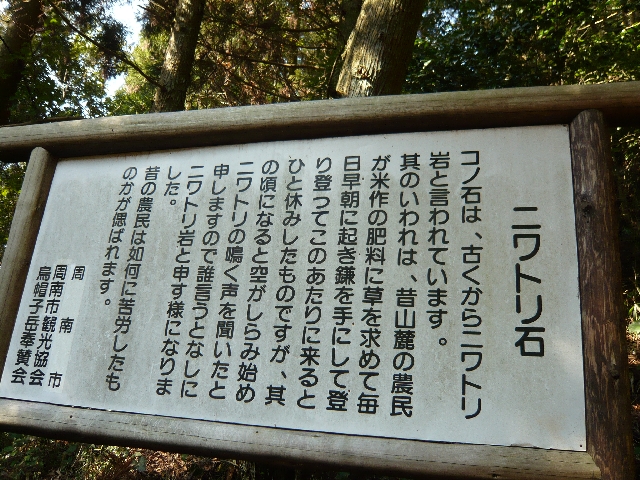 ニワトリ石
コノ石は、古くからニワトリ
岩と言われています。
其のいわれは、昔山麓の農民
が米作の肥料に草を求めて毎
日早朝に起き鎌を手にして登
り登ってこのあたりに来ると
ひと休みしたものですが、其
の頃になると空がしらみ始め
ニワトリの鳴く声を聞いたと
申しますので誰言うとなしに
ニワトリ岩と申す様になりま
した。
昔の農民は如何に苦労したも
のかが偲ばれます。
周南市
周南市観光協会
烏帽子岳奉賛会